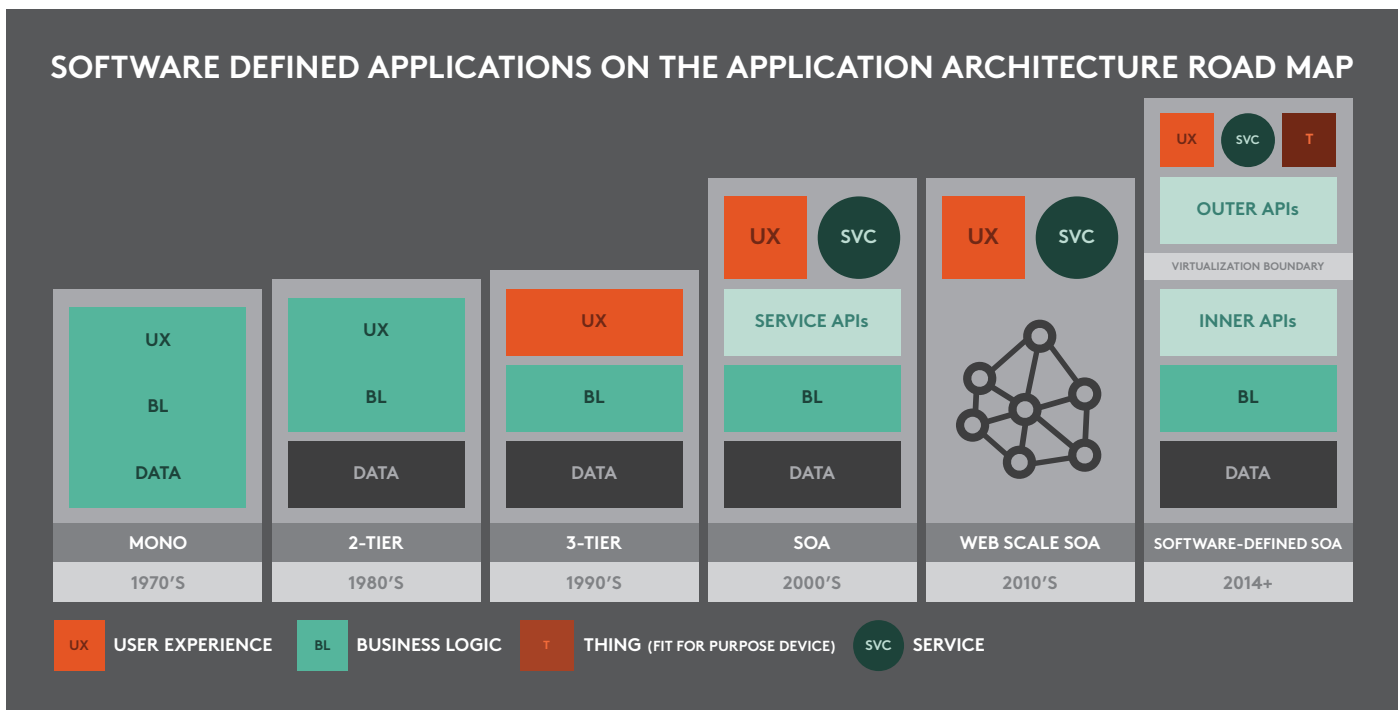 SOFTWARE DEFINED APPLICATIONS ON THE APPLICATION ARCHITECTURE ROAD MAP
UX
BL
DATA
MONO
1970'S
UX
BL
DATA
2-TIER
1980'S
UX
BL
DATA
3-TIER
1990'S
UX SVC
SERVICE APIs
BL
DATA
SOA
2000'S
UX SVC
WEB SCALE SOA
2010'S
UX SVC T
OUTER APIs
VIRTUALIZATION BOUNDARY
INNER APIs
BL
DATA
SOFTWARE-DEFINED SOA
2014+
UX USER EXPERIENCE BL BUSINESS LOGIC T THING (FIT FOR PURPOSE DEVICE) SVC SERVICE